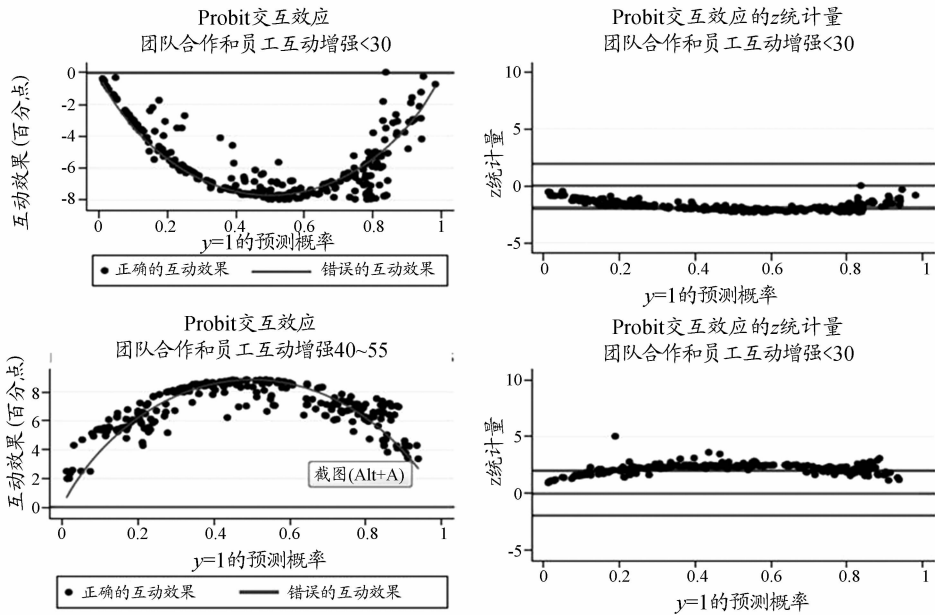 Probit交互效应
团队合作和员工互动增强<30
互动效果(百分点)
0
-2
-4
-6
-8
0 0.2 0.4 0.6 0.8 1
y=1的预测概率
正确的互动效果 错误的互动效果
Probit交互效应的z统计量
团队合作和员工互动增强<30
z统计量
10
5
0
-5
0 0.2 0.4 0.6 0.8 1
y=1的预测概率
Probit交互效应
团队合作和员工互动增强40~55
互动效果(百分点)
8
6
4
2
0
截图(Alt+A)
0 0.2 0.4 0.6 0.8 1
y=1的预测概率
正确的互动效果 错误的互动效果
Probit交互效应的z统计量
团队合作和员工互动增强<30
z统计量
10
5
0
-5
0 0.2 0.4 0.6 0.8 1
y=1的预测概率